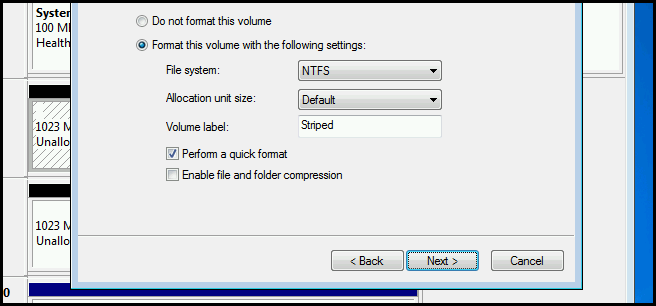 System
100 M
Health
Do not format this volume
Format this volume with the following settings:
File system:
NTFS
Allocation unit size:
Default
Volume label:
Striped
Perform a quick format
Enable file and folder compression
1023 M
Unallo
1023 M
Unallo
< Back
Next >
Cancel
0